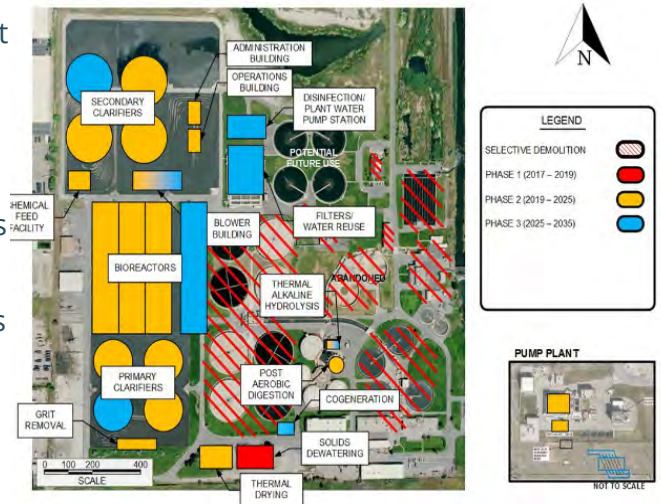 t
s
s
ADMINISTRATION
BUILDING
OPERATIONS
BUILDING
SECONDARY
CLARIFIERS
DISINFECTION/
PLANT WATER
PUMP STATION
POTENTIAL
FUTURE USE
CHEMICAL
FEED
FACILITY
BLOWER
BUILDING
FILTERS/
WATER REUSE
BIOREACTORS
THERMAL
ALKALINE
HYDROLYSIS
ABANDONED
PRIMARY
CLARIFIERS
POST
AEROBIC
DIGESTION
COGENERATION
GRIT
REMOVAL
SOLIDS
DEWATERING
THERMAL
DRYING
0 100 200 400
SCALE
N
LEGEND
SELECTIVE DEMOLITION
PHASE 1 (2017 – 2019)
PHASE 2 (2019 – 2025)
PHASE 3 (2025 – 2035)
PUMP PLANT
NOT TO SCALE